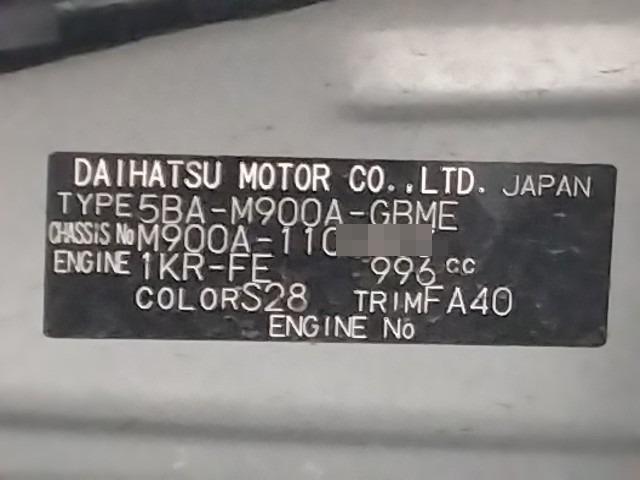 DAIHATSU MOTOR CO.,LTD. JAPAN
TYPE 5BA-M900A-GBME
CHASSIS No M900A-110
ENGINE 1KR-FE 996 CC
COLOR S28 TRIM FA40
ENGINE No